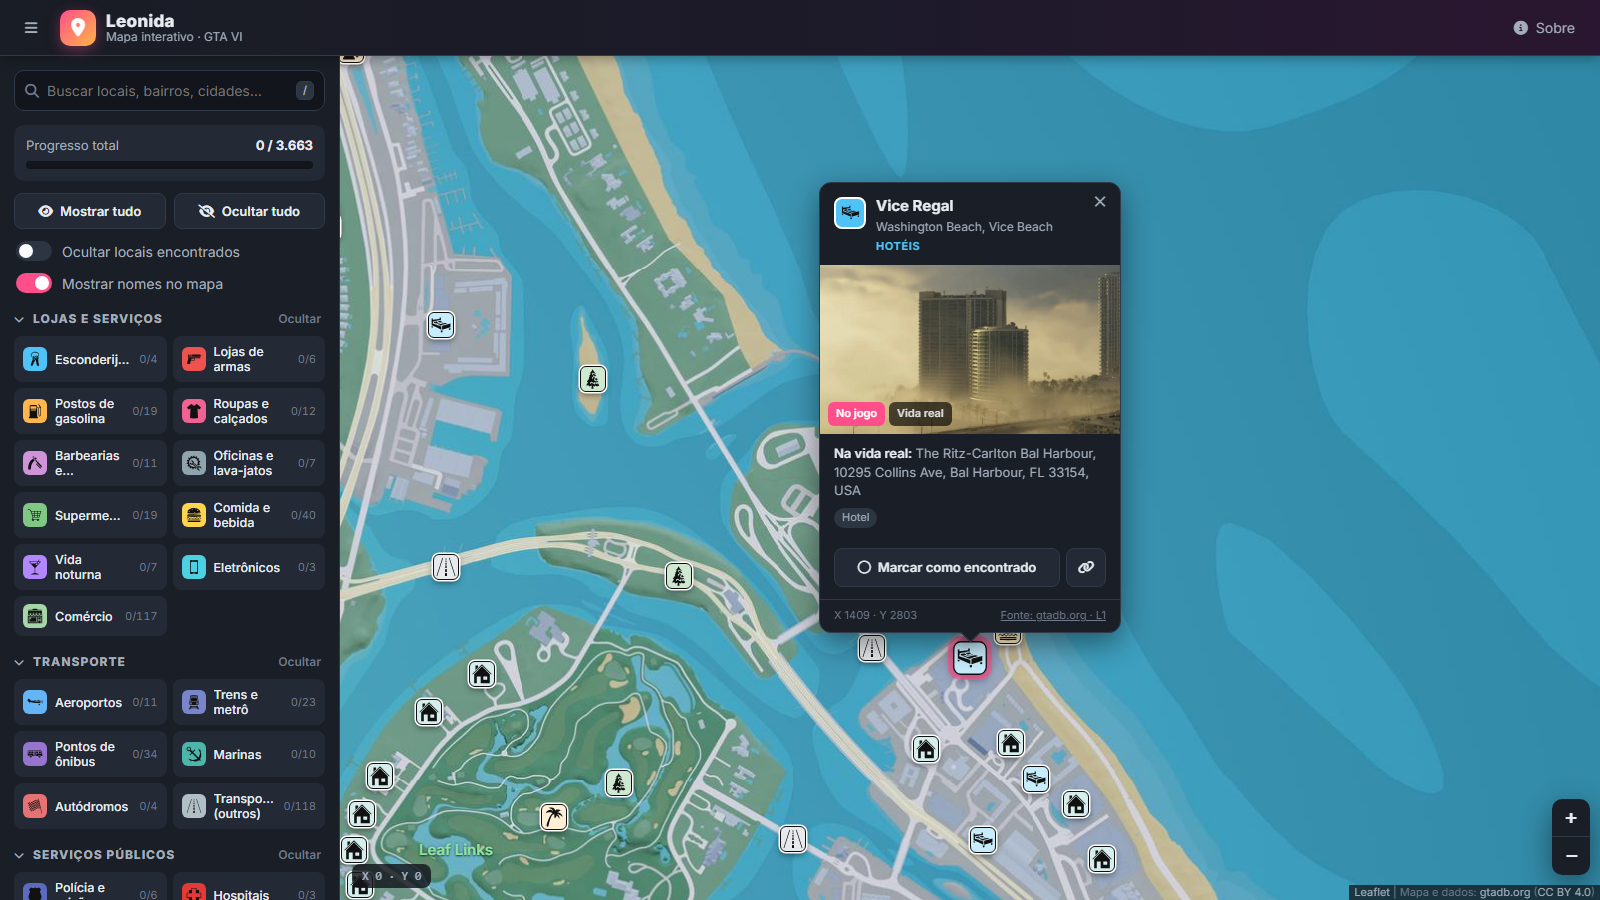 Leonida
Mapa interativo · GTA VI
Sobre
Buscar locais, bairros, cidades...
/
Progresso total
0 / 3.663
Mostrar tudo
Ocultar tudo
Ocultar locais encontrados
Mostrar nomes no mapa
LOJAS E SERVIÇOS
Ocultar
Esconderij...
0/4
Lojas de
armas
0/6
Postos de
gasolina
0/19
Roupas e
calçados
0/12
Barbearias
e...
0/11
Oficinas e
lava-jatos
0/7
Superme...
0/19
Comida e
bebida
0/40
Vida
noturna
0/7
Eletrônicos
0/3
Comércio
0/117
TRANSPORTE
Ocultar
Aeroportos
0/11
Trens e
metrô
0/23
Pontos de
ônibus
0/34
Marinas
0/10
Autódromos
0/4
Transpo...
(outros)
0/118
SERVIÇOS PÚBLICOS
Ocultar
Polícia e
0/6
Hospitais
0/3
Vice Regal
Washington Beach, Vice Beach
HOTÉIS
No jogo
Vida real
Na vida real: The Ritz-Carlton Bal Harbour,
10295 Collins Ave, Bal Harbour, FL 33154,
USA
Hotel
Marcar como encontrado
X 1409 · Y 2803
Fonte: gtadb.org · L1
Leaf Links
X 0 · Y 0
+
−
Leaflet | Mapa e dados: gtadb.org (CC BY 4.0)